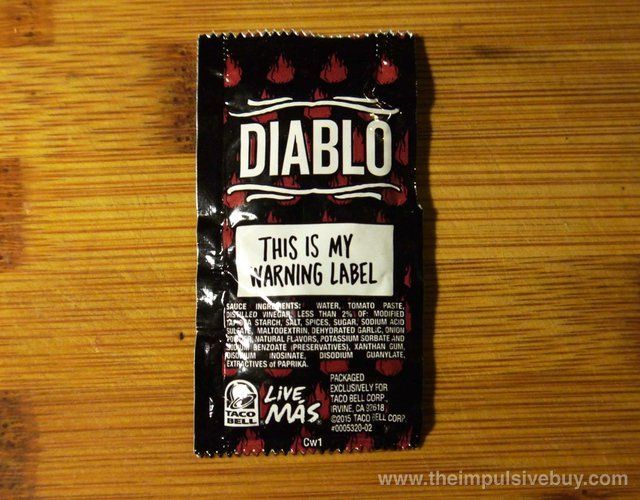 DIABLO
THIS IS MY
WARNING LABEL
SAUCE INGREDIENTS: WATER, TOMATO PASTE,
DISTILLED VINEGAR, LESS THAN 2% OF: MODIFIED
TAPIOCA STARCH, SALT, SPICES, SUGAR, SODIUM ACID
SULFATE, MALTODEXTRIN, DEHYDRATED GARLIC, ONION
POWDER, NATURAL FLAVORS, POTASSIUM SORBATE AND
SODIUM BENZOATE (PRESERVATIVES), XANTHAN GUM,
DISODIUM INOSINATE, DISODIUM GUANYLATE,
EXTRACTIVES of PAPRIKA.
TACO
BELL
LIVE
MÁS
PACKAGED
EXCLUSIVELY FOR
TACO BELL CORP.
IRVINE, CA 92618
©2015 TACO BELL CORP.
#0005320-02
Cw1
www.theimpulsivebuy.com